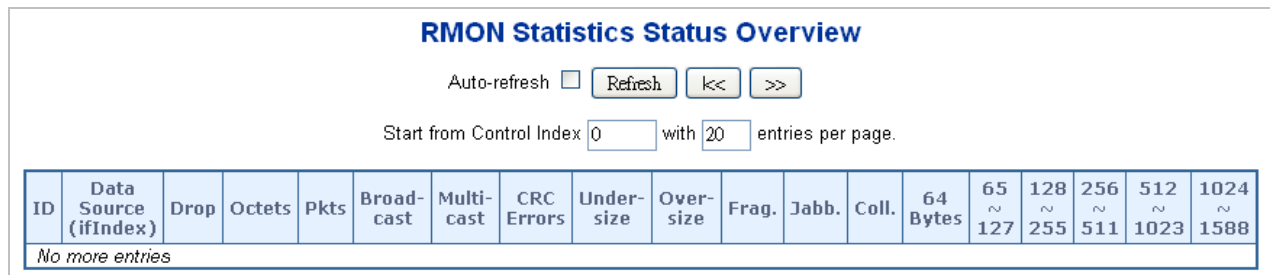 RMON Statistics Status Overview
Auto-refresh Refresh |<< >>
Start from Control Index 0 with 20 entries per page.
ID Data Source (ifIndex) Drop Octets Pkts Broad-cast Multi-cast CRC Errors Under-size Over-size Frag. Jabb. Coll. 64 Bytes 65 ~ 127 128 ~ 255 256 ~ 511 512 ~ 1023 1024 ~ 1588
No more entries